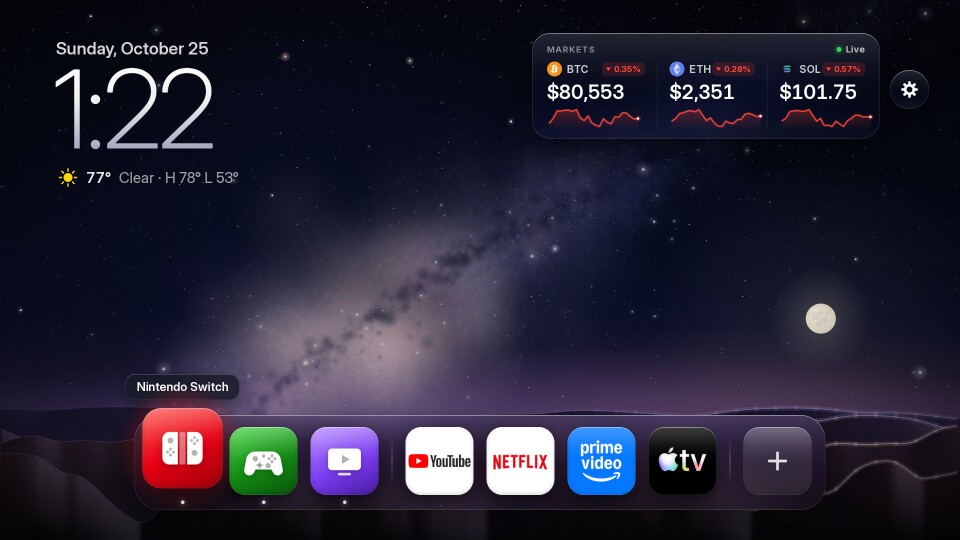 Sunday, October 25
1:22
77° Clear · H 78° L 53°
MARKETS
Live
BTC 0.35%
$80,553
ETH 0.28%
$2,351
SOL 0.57%
$101.75
Nintendo Switch
YouTube
NETFLIX
prime
video
tv